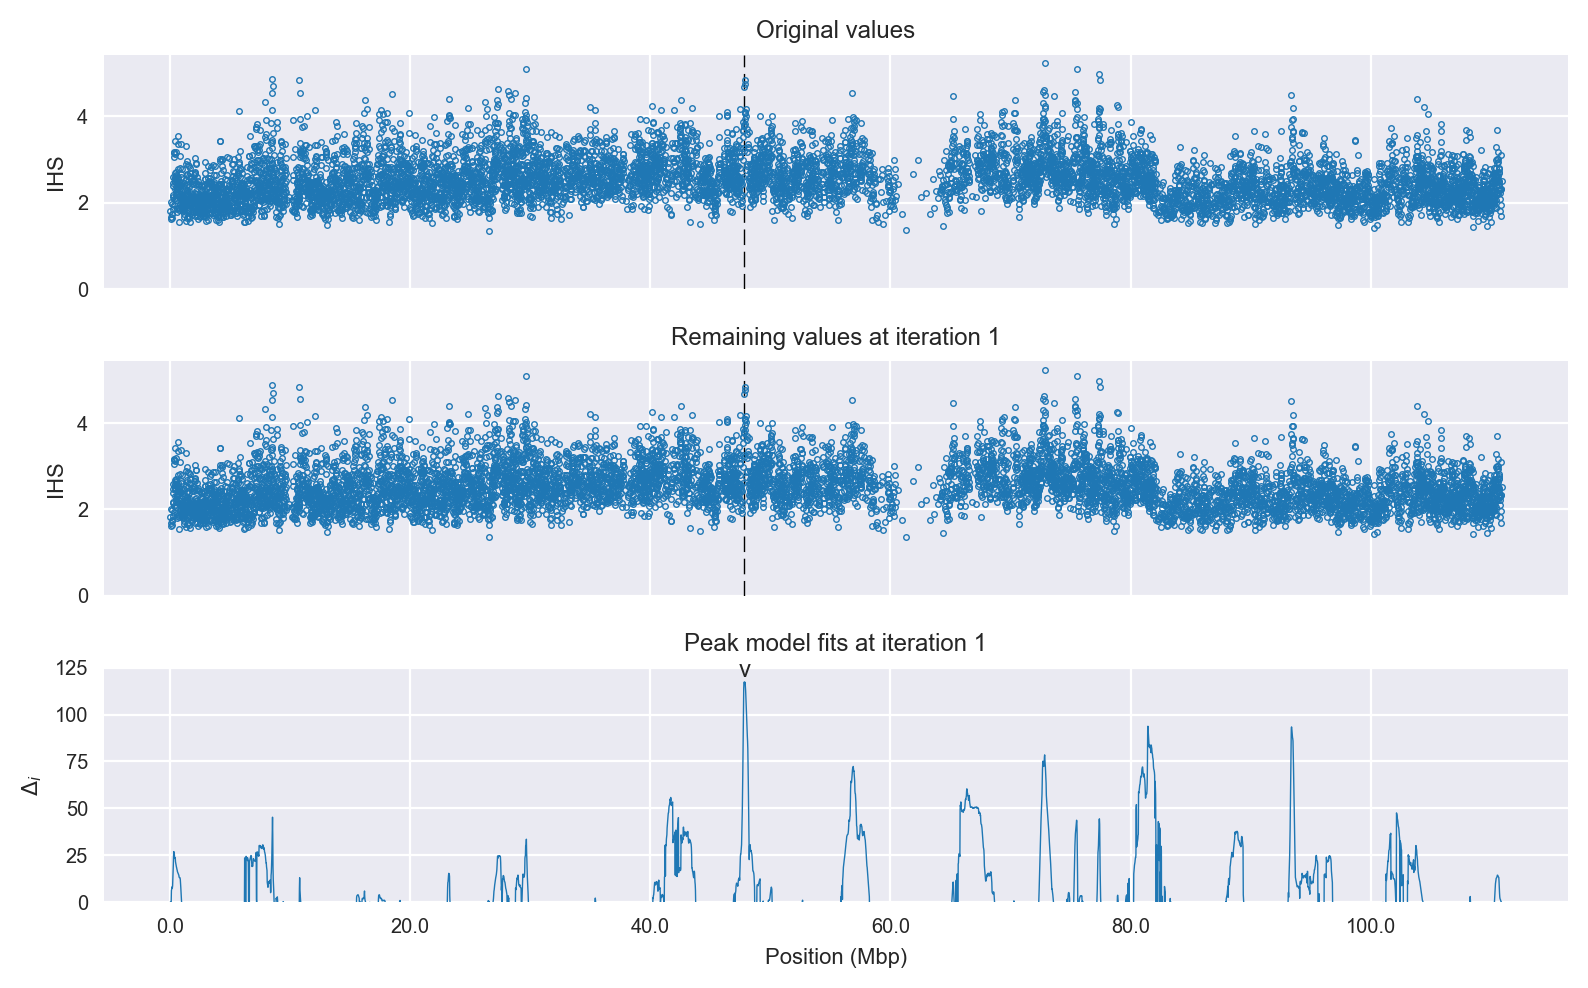 Original values
4
2
0
IHS
Remaining values at iteration 1
4
2
0
IHS
Peak model fits at iteration 1
125
100
75
50
25
0
Δi
0.0 20.0 40.0 60.0 80.0 100.0
Position (Mbp)